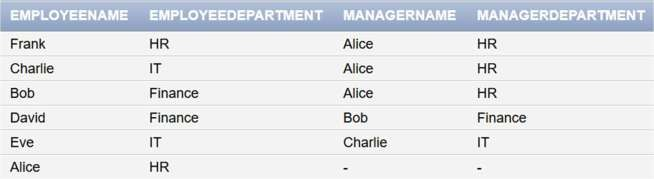 EMPLOYEENAME EMPLOYEEDEPARTMENT MANAGERNAME MANAGERDEPARTMENT
Frank HR Alice HR
Charlie IT Alice HR
Bob Finance Alice HR
David Finance Bob Finance
Eve IT Charlie IT
Alice HR - -